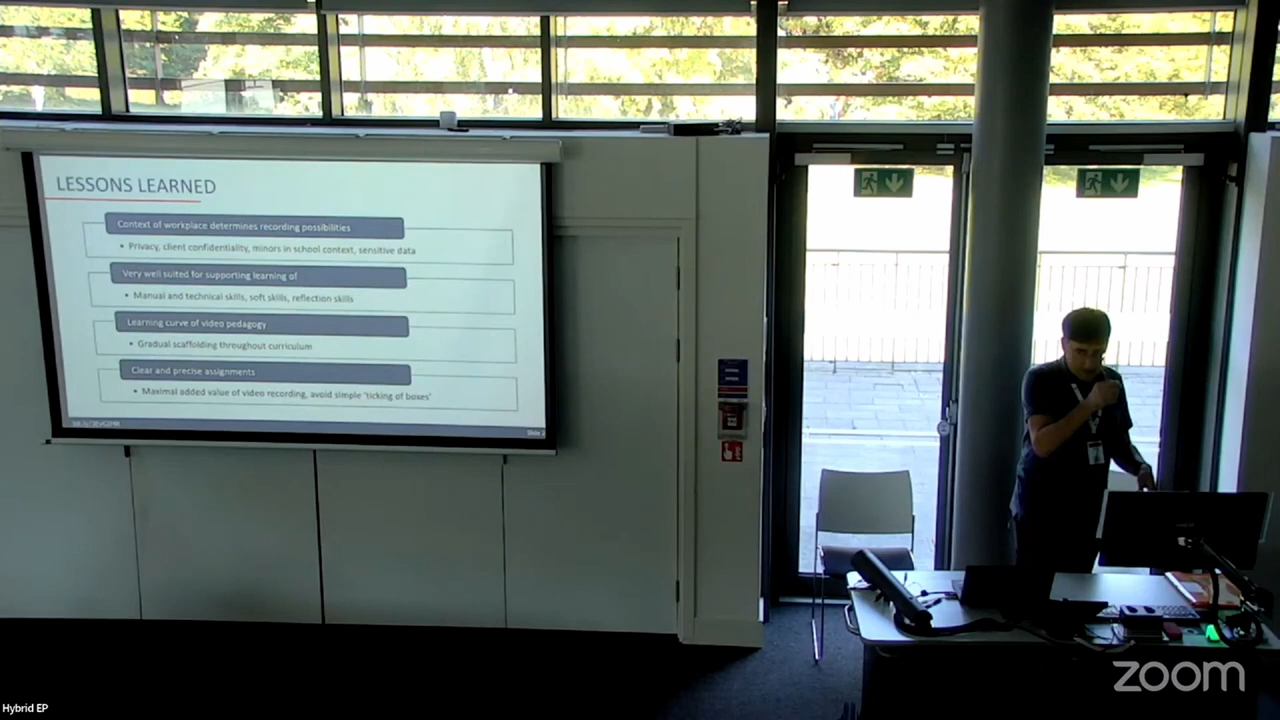 LESSONS LEARNED
Context of workplace determines recording possibilities
• Privacy, client confidentiality, minors in school context, sensitive data
Very well suited for supporting learning of
• Manual and technical skills, soft skills, reflection skills
Learning curve of video pedagogy
• Gradual scaffolding throughout curriculum
Clear and precise assignments
• Maximal added value of video recording, avoid simple 'ticking of boxes'
zoom
Hybrid EP